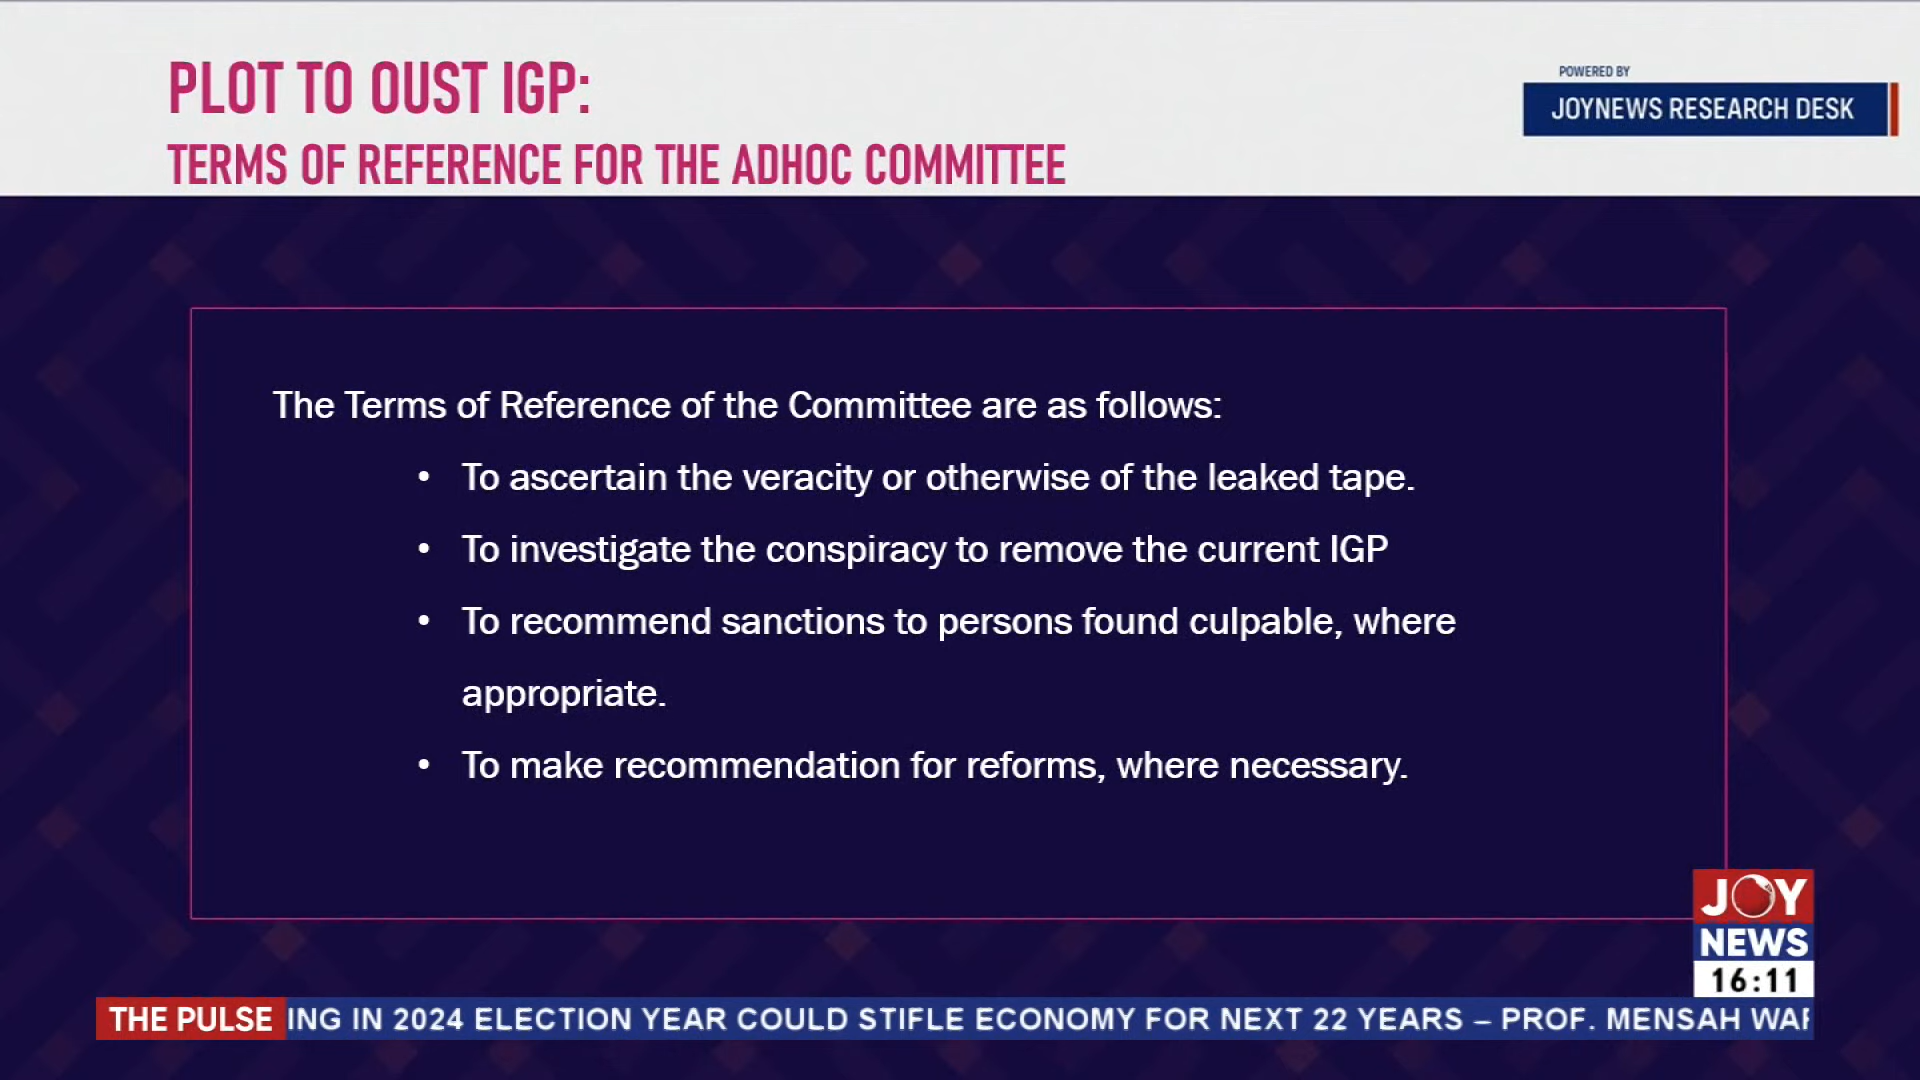 PLOT TO OUST IGP:
TERMS OF REFERENCE FOR THE ADHOC COMMITTEE
POWERED BY
JOYNEWS RESEARCH DESK
The Terms of Reference of the Committee are as follows:
• To ascertain the veracity or otherwise of the leaked tape.
• To investigate the conspiracy to remove the current IGP
• To recommend sanctions to persons found culpable, where
appropriate.
• To make recommendation for reforms, where necessary.
JOY
NEWS
16:11
THE PULSE ING IN 2024 ELECTION YEAR COULD STIFLE ECONOMY FOR NEXT 22 YEARS – PROF. MENSAH